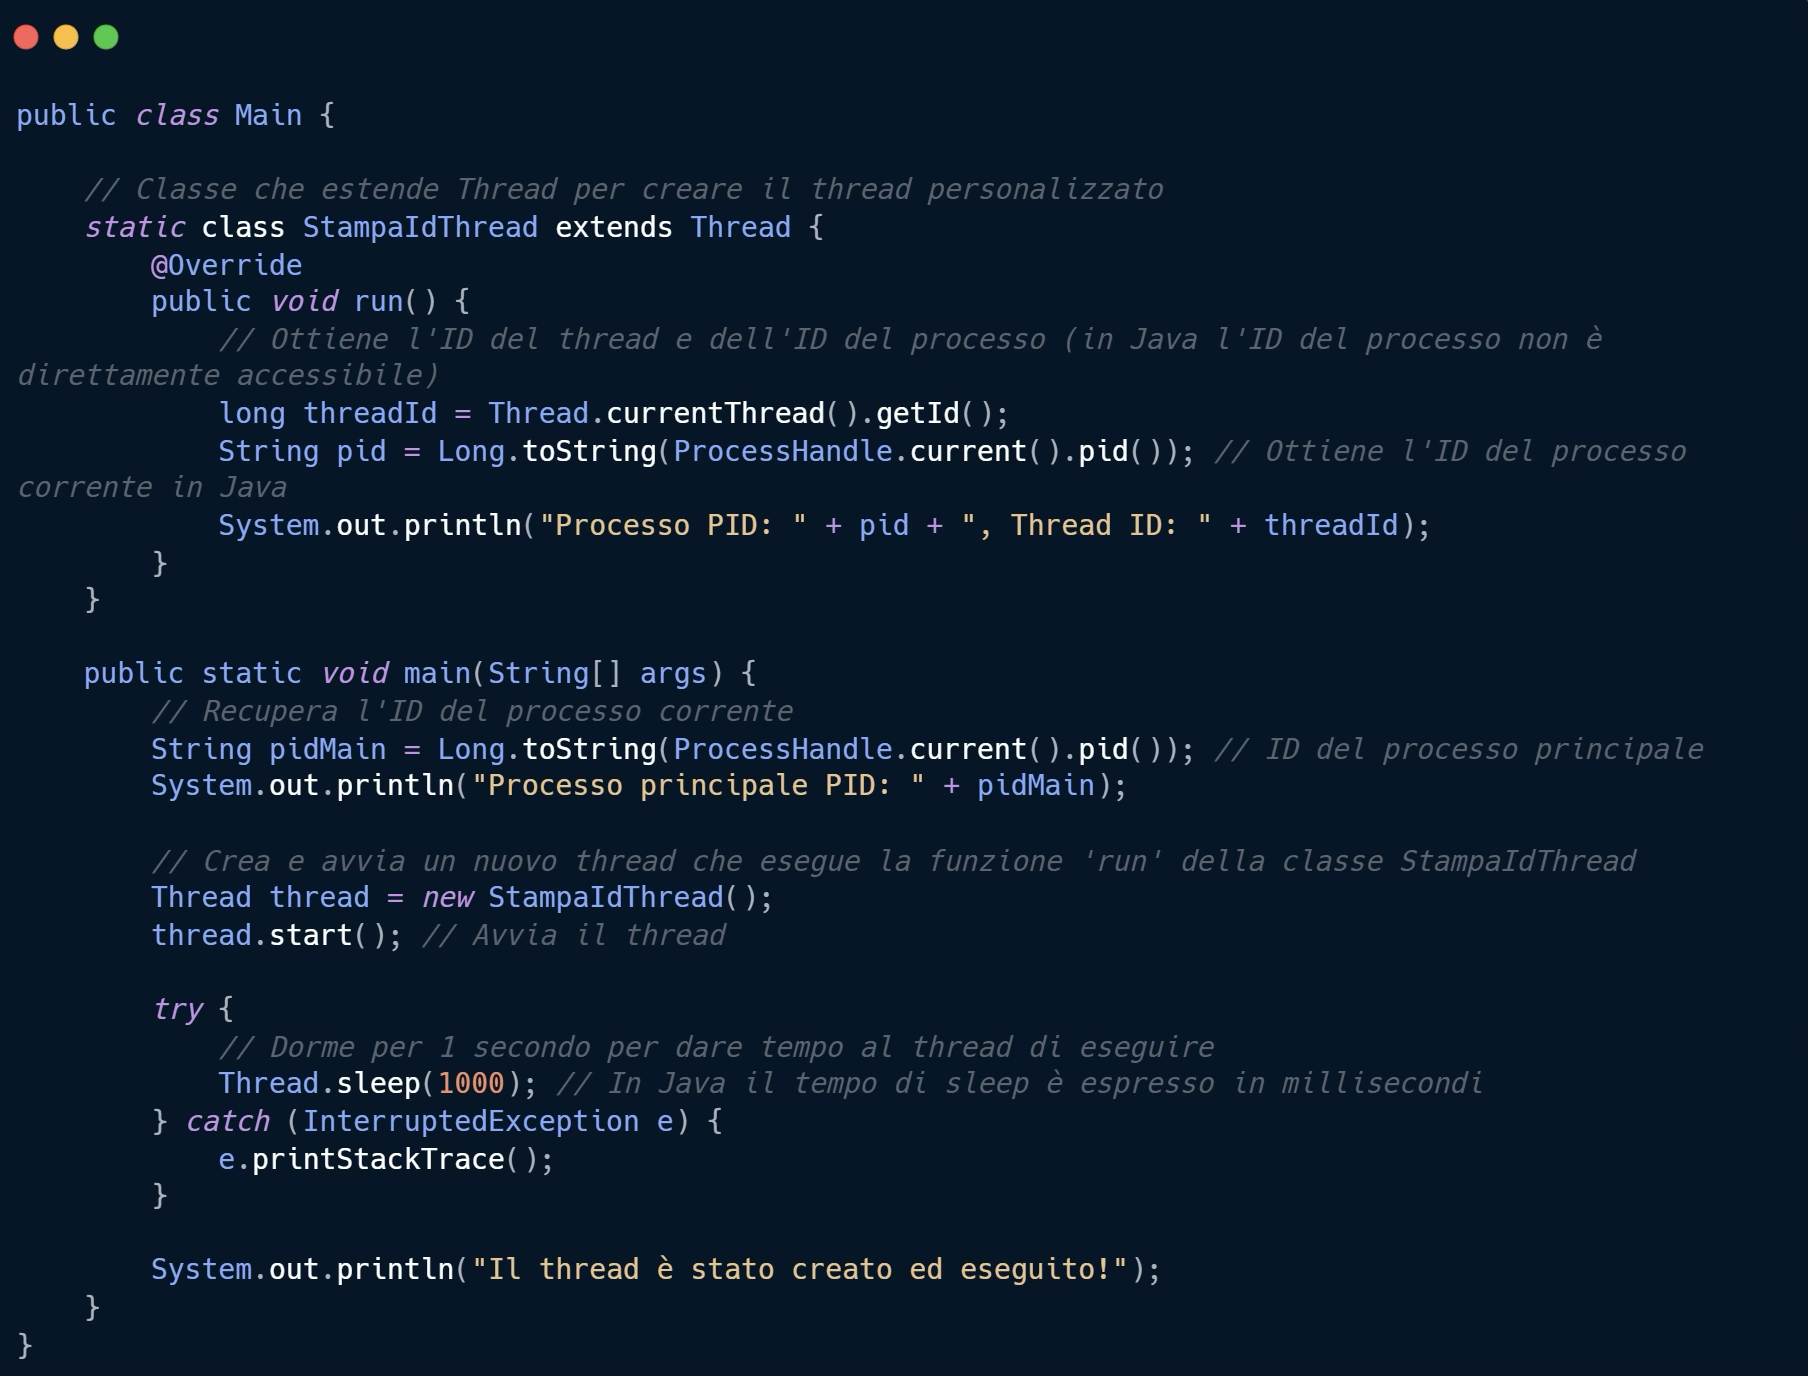 public class Main {
    // Classe che estende Thread per creare il thread personalizzato
    static class StampaIdThread extends Thread {
        @Override
        public void run() {
            // Ottiene l'ID del thread e dell'ID del processo (in Java l'ID del processo non è
direttamente accessibile)
            long threadId = Thread.currentThread().getId();
            String pid = Long.toString(ProcessHandle.current().pid()); // Ottiene l'ID del processo
corrente in Java
            System.out.println("Processo PID: " + pid + ", Thread ID: " + threadId);
        }
    }
    public static void main(String[] args) {
        // Recupera l'ID del processo corrente
        String pidMain = Long.toString(ProcessHandle.current().pid()); // ID del processo principale
        System.out.println("Processo principale PID: " + pidMain);
        // Crea e avvia un nuovo thread che esegue la funzione 'run' della classe StampaIdThread
        Thread thread = new StampaIdThread();
        thread.start(); // Avvia il thread
        try {
            // Dorme per 1 secondo per dare tempo al thread di eseguire
            Thread.sleep(1000); // In Java il tempo di sleep è espresso in millisecondi
        } catch (InterruptedException e) {
            e.printStackTrace();
        }
        System.out.println("Il thread è stato creato ed eseguito!");
    }
}